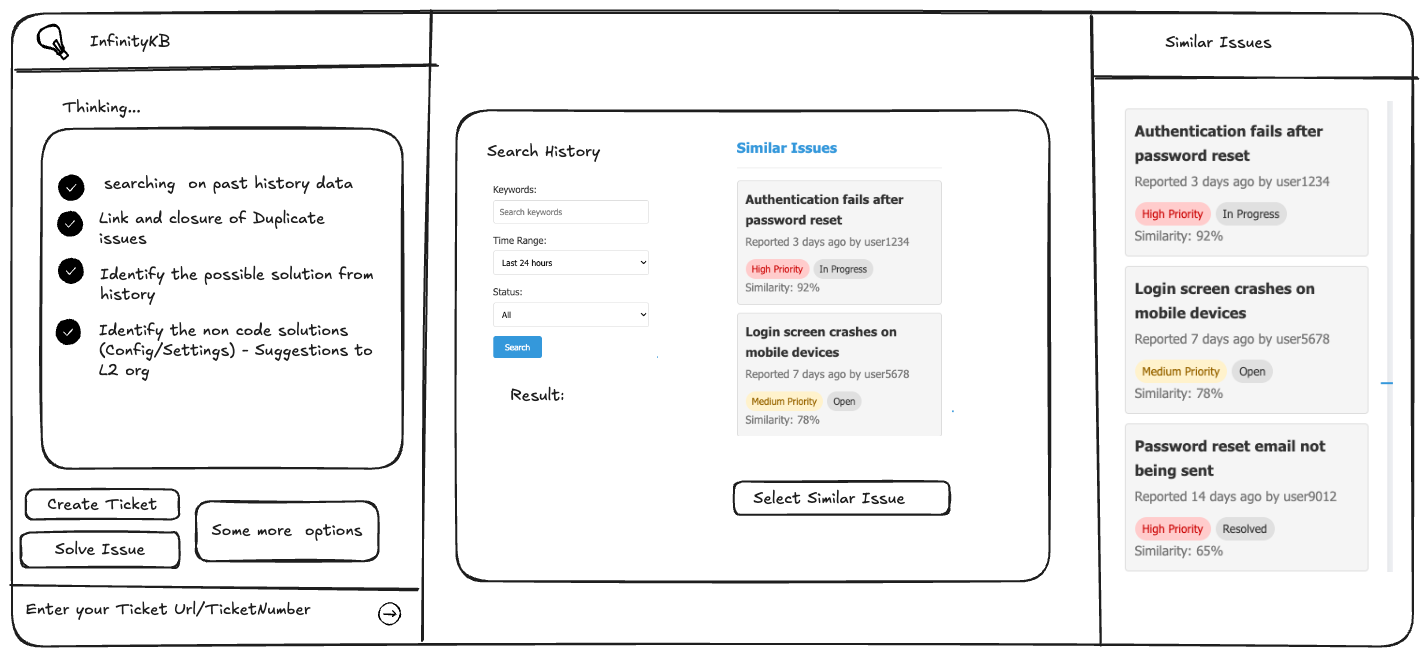 InfinityKB
Thinking...
searching on past history data
Link and closure of Duplicate
issues
Identify the possible solution from
history
Identify the non code solutions
(Config/Settings) - Suggestions to
L2 org
Create Ticket
Solve Issue
Some more options
Enter your Ticket Url/TicketNumber
Search History
Keywords:
Search keywords
Time Range:
Last 24 hours
Status:
All
Search
Result:
Similar Issues
Authentication fails after
password reset
Reported 3 days ago by user1234
High Priority In Progress
Similarity: 92%
Login screen crashes on
mobile devices
Reported 7 days ago by user5678
Medium Priority Open
Similarity: 78%
Select Similar Issue
Similar Issues
Authentication fails after
password reset
Reported 3 days ago by user1234
High Priority In Progress
Similarity: 92%
Login screen crashes on
mobile devices
Reported 7 days ago by user5678
Medium Priority Open
Similarity: 78%
Password reset email not
being sent
Reported 14 days ago by user9012
High Priority Resolved
Similarity: 65%